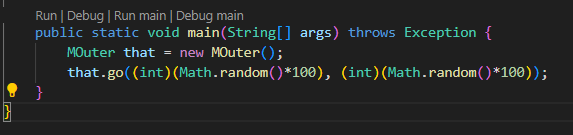 Run | Debug | Run main | Debug main
public static void main(String[] args) throws Exception {
MOuter that = new MOuter();
that.go((int)(Math.random()*100), (int)(Math.random()*100));
}
}